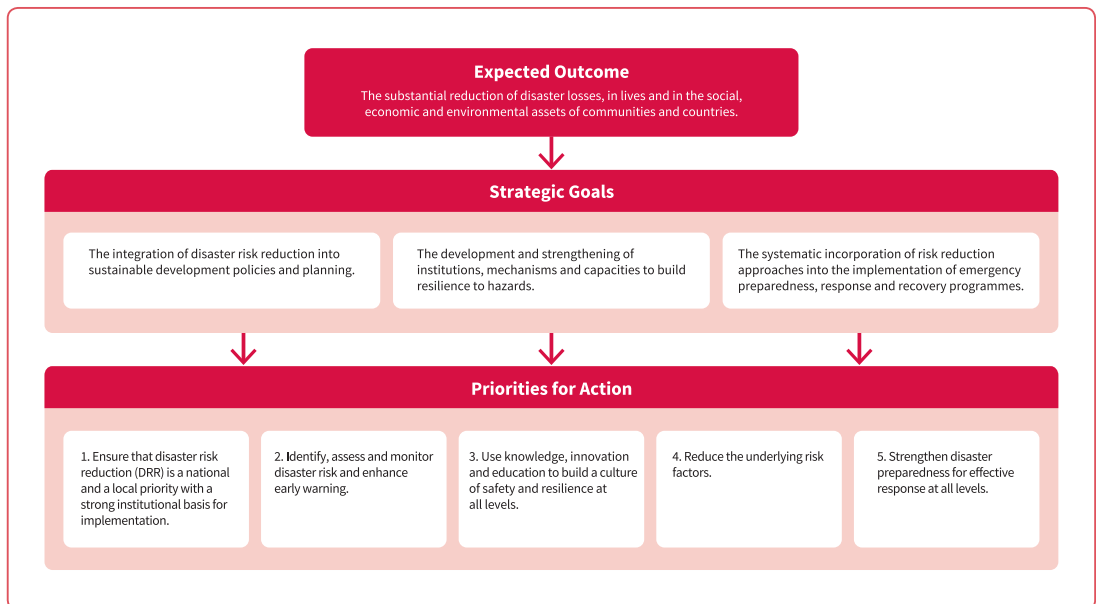 Expected Outcome
The substantial reduction of disaster losses, in lives and in the social,
economic and environmental assets of communities and countries.
Strategic Goals
The integration of disaster risk reduction into
sustainable development policies and planning.
The development and strengthening of
institutions, mechanisms and capacities to build
resilience to hazards.
The systematic incorporation of risk reduction
approaches into the implementation of emergency
preparedness, response and recovery programmes.
Priorities for Action
1. Ensure that disaster risk
reduction (DRR) is a national
and a local priority with a
strong institutional basis for
implementation.
2. Identify, assess and monitor
disaster risk and enhance
early warning.
3. Use knowledge, innovation
and education to build a culture
of safety and resilience at
all levels.
4. Reduce the underlying risk
factors.
5. Strengthen disaster
preparedness for effective
response at all levels.